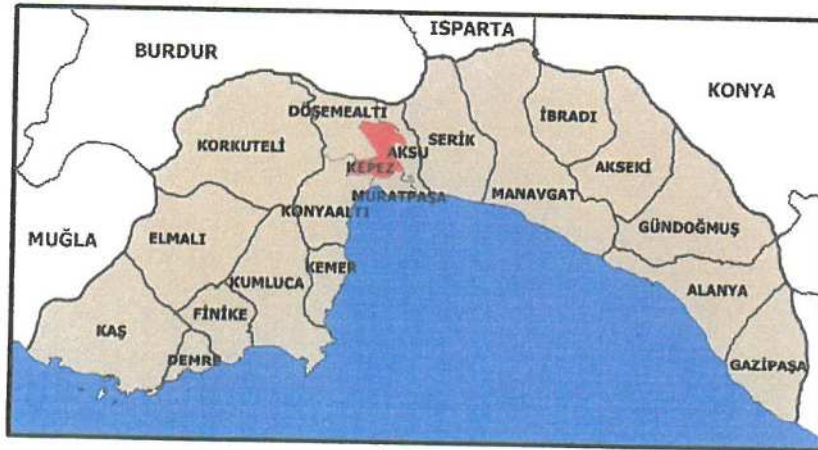 ISPARTA
BURDUR
KONYA
DÖŞEMEALTI
İBRADI
KORKUTELİ
SERİK
AKSU
AKSEKİ
KEPEZ
MURATPAŞA
MANAVGAT
KONYAALTI
GÜNDOĞMUŞ
MUĞLA
ELMALI
KEMER
KUMLUCA
ALANYA
FİNİKE
KAŞ
DEMRE
GAZİPAŞA